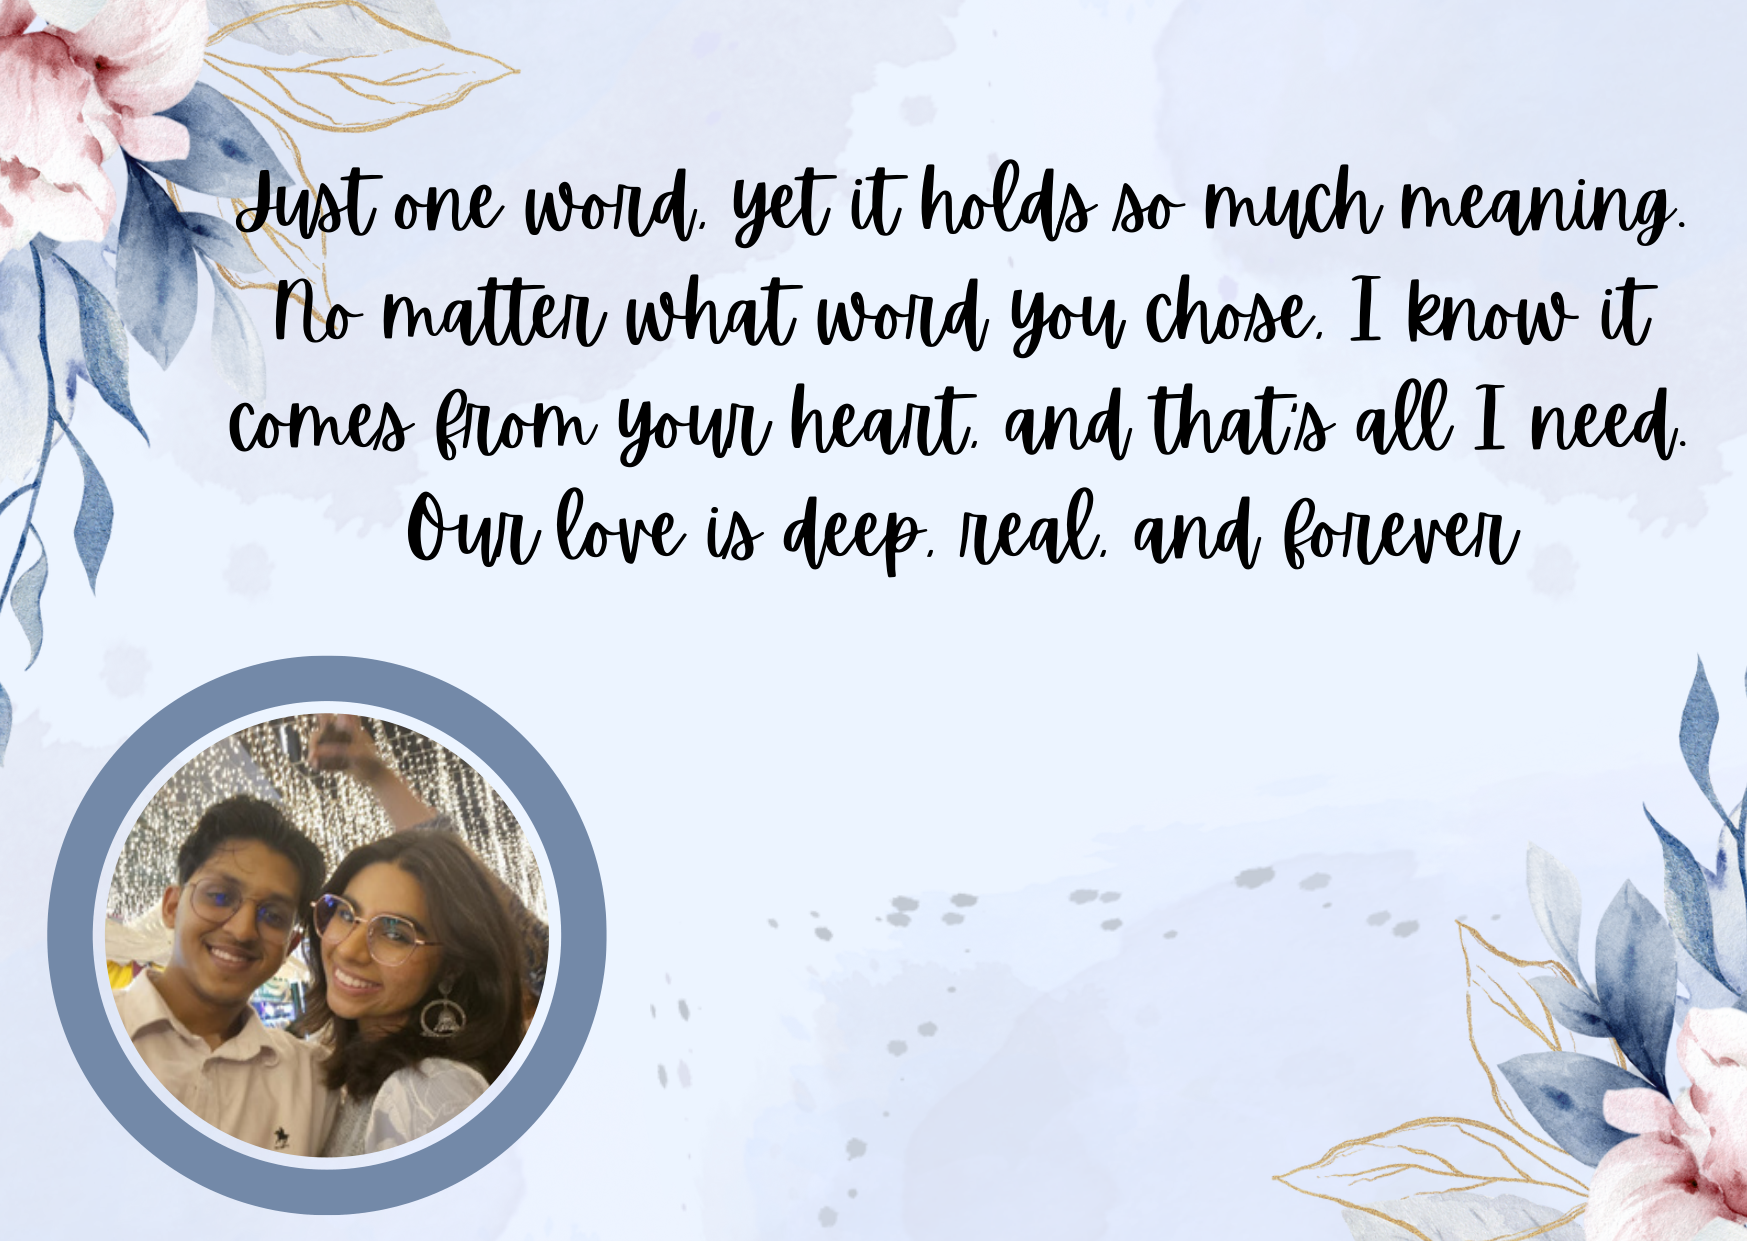 Just one word, yet it holds so much meaning.
No matter what word you chose, I know it
comes from your heart, and that's all I need.
Our love is deep, real, and forever